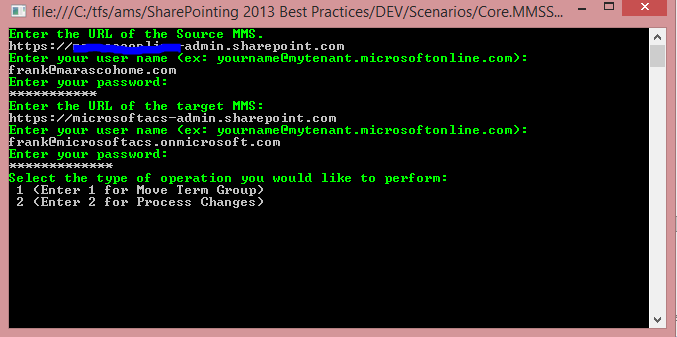 file:///C:/tfs/ams/SharePointing 2013 Best Practices/DEV/Scenarios/Core.MMSS...
Enter the URL of the Source MMS.
https:// -admin.sharepoint.com
Enter your user name (ex: yourname@mytenant.microsoftonline.com):
frank@marascohome.com
Enter your password:
***********
Enter the URL of the target MMS:
https://microsoftacs-admin.sharepoint.com
Enter your user name (ex: yourname@mytenant.microsoftonline.com):
frank@microsoftacs.onmicrosoft.com
Enter your password:
*************
Select the type of operation you would like to perform:
1 (Enter 1 for Move Term Group)
2 (Enter 2 for Process Changes)